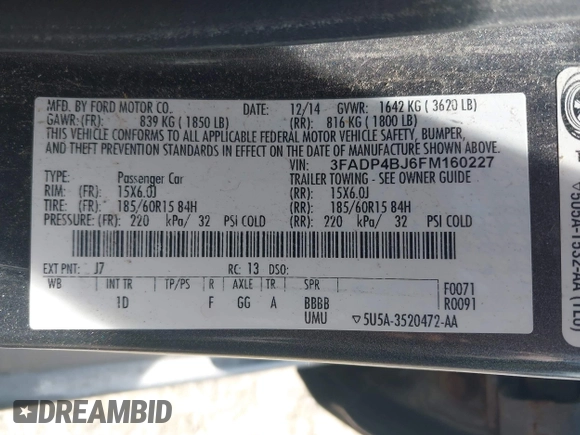 MFD. BY FORD MOTOR CO. DATE: 12/14 GVWR: 1642 KG ( 3620 LB)
GAWR: (FR): 839 KG ( 1850 LB) (RR): 816 KG ( 1800 LB)
THIS VEHICLE CONFORMS TO ALL APPLICABLE FEDERAL MOTOR VEHICLE SAFETY, BUMPER,
AND THEFT PREVENTION STANDARDS IN EFFECT ON THE DATE OF MANUFACTURE SHOWN ABOVE.
VIN: 3FADP4BJ6FM160227
TYPE: Passenger Car TRAILER TOWING - SEE OWNER GUIDE
RIM: (FR): 15X6.0J (RR): 15X6.0J
TIRE: (FR): 185/60R15 84H (RR): 185/60R15 84H
PRESSURE: (FR): 220 kPa/ 32 PSI COLD (RR): 220 kPa/ 32 PSI COLD
EXT PNT: J7 RC: 13 DSO:
WB INT TR TP/PS R AXLE TR SPR F0071
1D F GG A BBBB R0091
UMU ▽5U5A-3520472-AA
DREAMBID